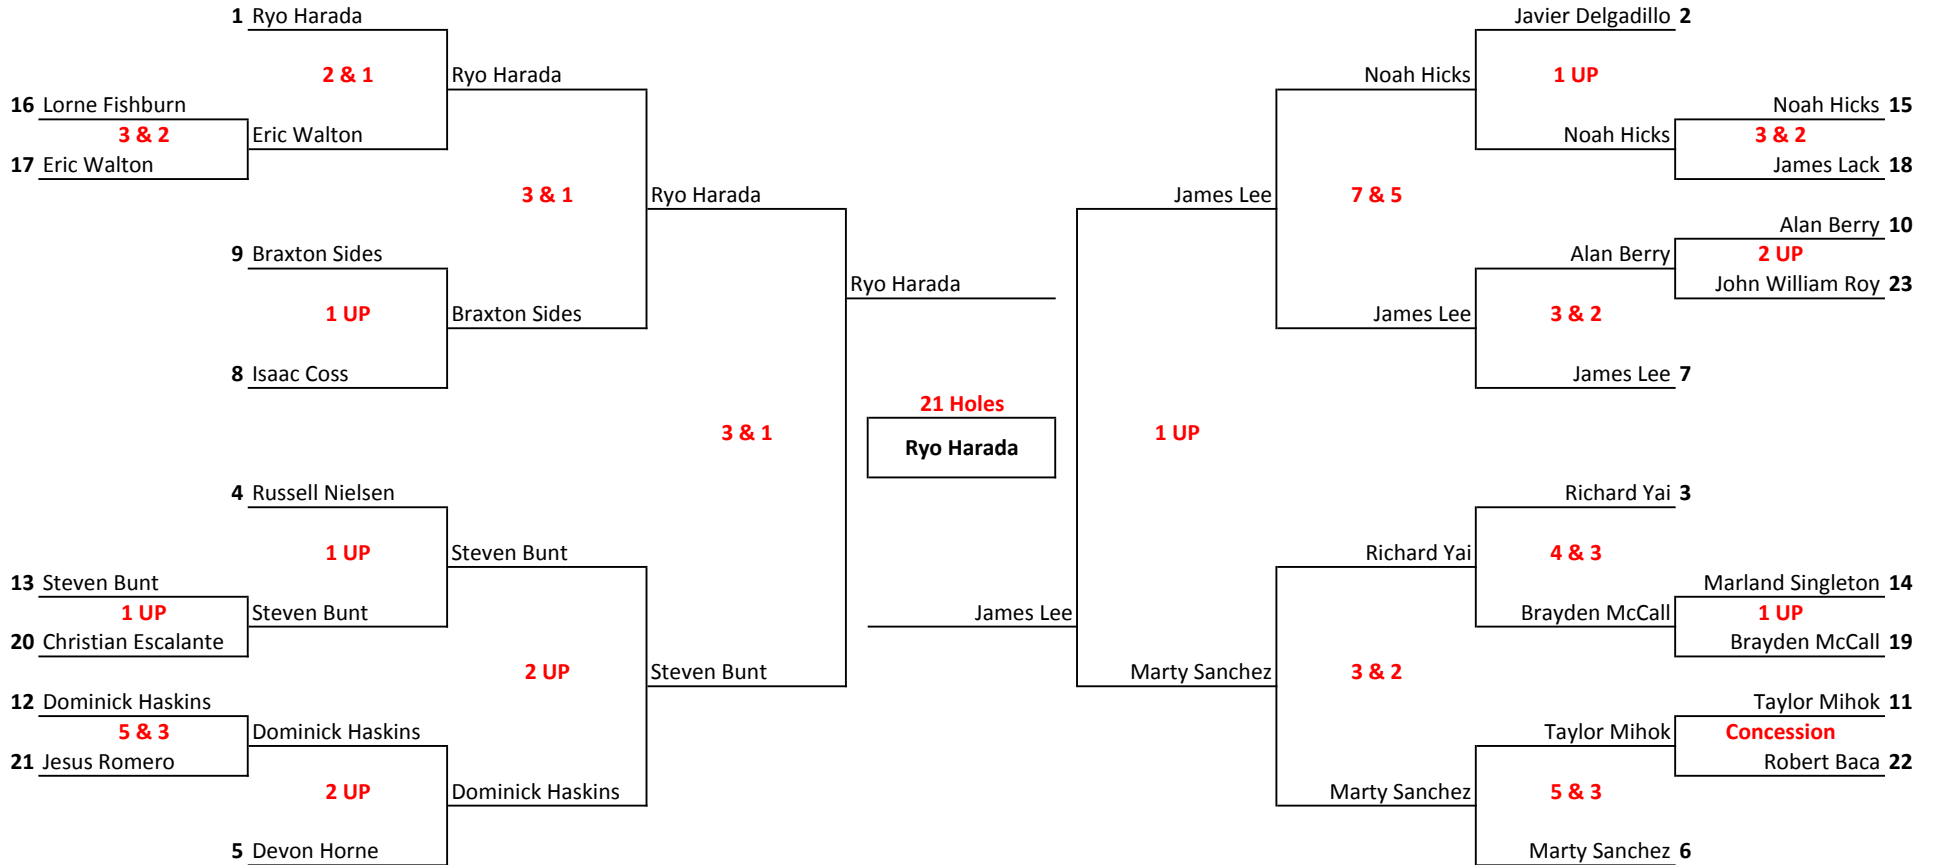 1 Ryo Harada
2 & 1
Ryo Harada
16 Lorne Fishburn
3 & 2
Eric Walton
17 Eric Walton
3 & 1
Ryo Harada
9 Braxton Sides
1 UP
Braxton Sides
8 Isaac Coss
3 & 1
Ryo Harada
4 Russell Nielsen
1 UP
Steven Bunt
13 Steven Bunt
1 UP
Steven Bunt
20 Christian Escalante
2 UP
Steven Bunt
12 Dominick Haskins
5 & 3
Dominick Haskins
21 Jesus Romero
2 UP
Dominick Haskins
5 Devon Horne
21 Holes
Ryo Harada
Javier Delgadillo 2
Noah Hicks
1 UP
Noah Hicks 15
Noah Hicks
3 & 2
James Lack 18
James Lee
7 & 5
Alan Berry 10
Alan Berry
2 UP
John William Roy 23
James Lee
3 & 2
James Lee 7
1 UP
James Lee
Richard Yai 3
Richard Yai
4 & 3
Marland Singleton 14
Brayden McCall
1 UP
Brayden McCall 19
Marty Sanchez
3 & 2
Taylor Mihok 11
Taylor Mihok
Concession
Robert Baca 22
Marty Sanchez
5 & 3
Marty Sanchez 6